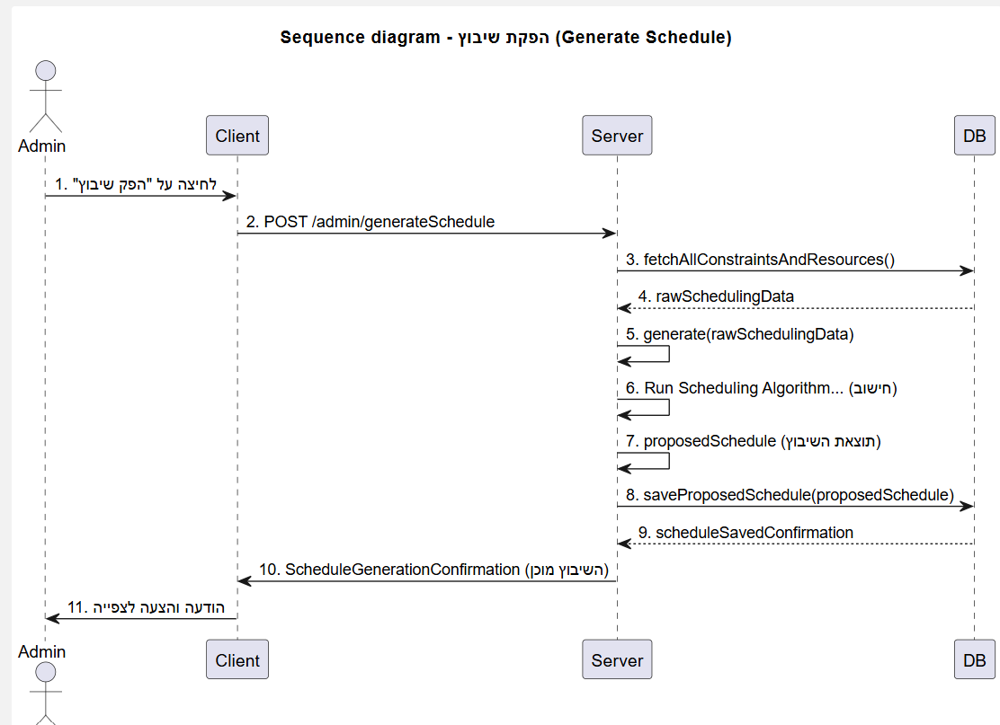 Sequence diagram - הפקת שיבוץ (Generate Schedule)
Admin
Client
Server
DB
1. לחיצה על "הפק שיבוץ"
2. POST /admin/generateSchedule
3. fetchAllConstraintsAndResources()
4. rawSchedulingData
5. generate(rawSchedulingData)
6. Run Scheduling Algorithm... (חישוב)
7. proposedSchedule (תוצאת השיבוץ)
8. saveProposedSchedule(proposedSchedule)
9. scheduleSavedConfirmation
10. ScheduleGenerationConfirmation (השיבוץ מוכן)
11. הודעה והצעה לצפייה
Admin
Client
Server
DB